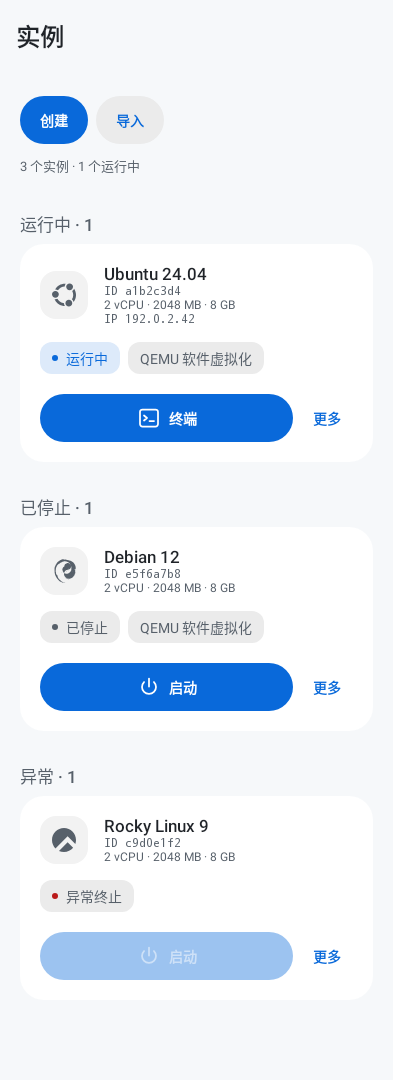 实例
创建
导入
3 个实例 · 1 个运行中
运行中 · 1
Ubuntu 24.04
ID a1b2c3d4
2 vCPU · 2048 MB · 8 GB
IP 192.0.2.42
运行中
QEMU 软件虚拟化
终端
更多
已停止 · 1
Debian 12
ID e5f6a7b8
2 vCPU · 2048 MB · 8 GB
已停止
QEMU 软件虚拟化
启动
更多
异常 · 1
Rocky Linux 9
ID c9d0e1f2
2 vCPU · 2048 MB · 8 GB
异常终止
启动
更多